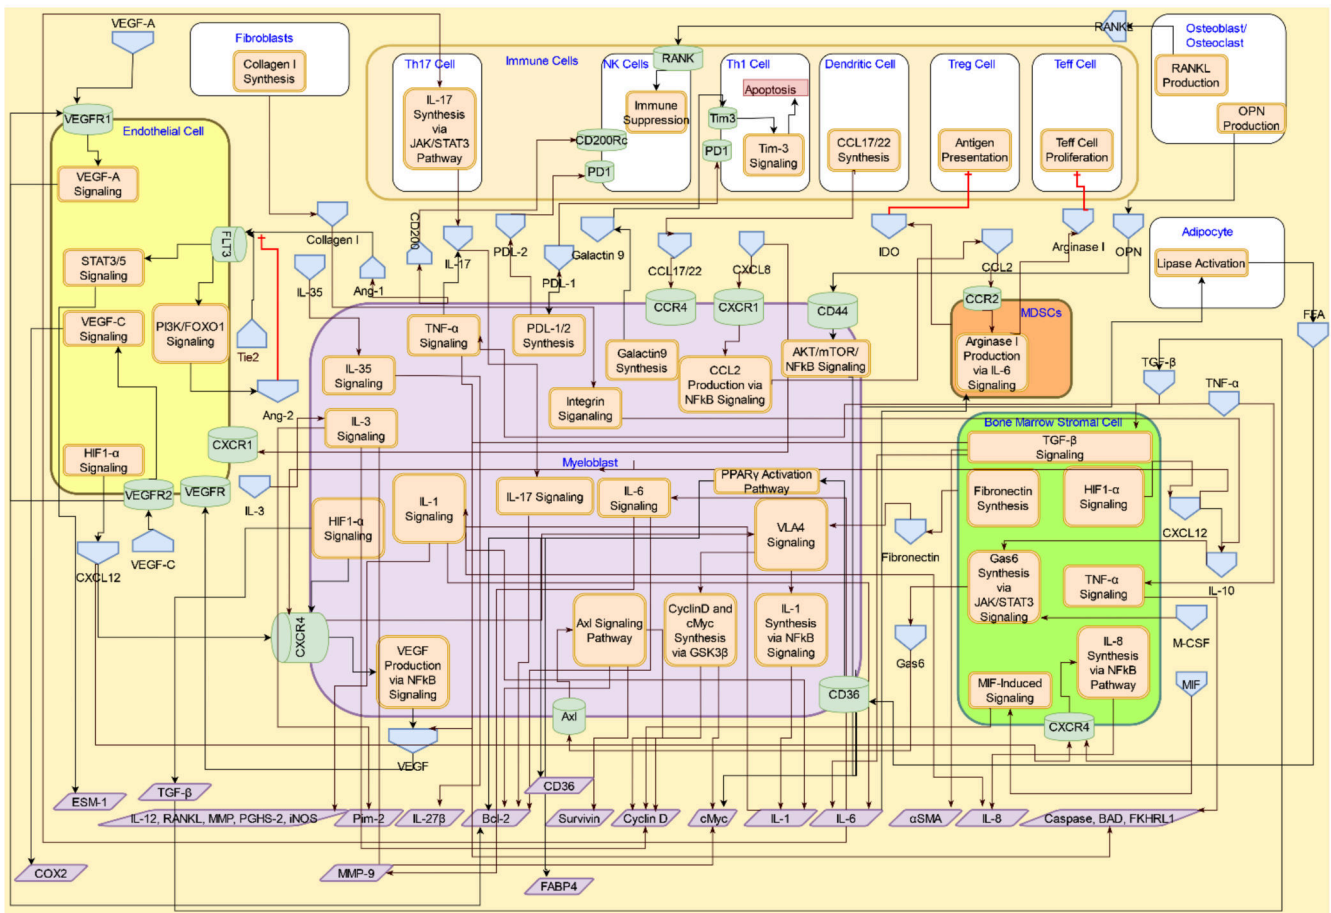 VEGF-A
Fibroblasts
Collagen I
Synthesis
Immune Cells
Th17 Cell
IL-17
Synthesis
via
JAK/STAT3
Pathway
NK Cells
RANK
Immune
Suppression
CD200Rc
PD1
Th1 Cell
Apoptosis
Tim3
PD1
Tim-3
Signaling
Dendritic Cell
CCL17/22
Synthesis
Treg Cell
Antigen
Presentation
Teff Cell
Teff Cell
Proliferation
RANKL
Osteoblast/
Osteoclast
RANKL
Production
OPN
Production
VEGFR1
Endothelial Cell
VEGF-A
Signaling
STAT3/5
Signaling
FLT3
VEGF-C
Signaling
PI3K/FOXO1
Signaling
Tie2
Ang-2
HIF1-α
Signaling
CXCR1
VEGFR2
VEGFR
Collagen I
IL-35
Ang-1
CD200
IL-17
PDL-2
PDL-1
Galactin 9
CCL17/22
CXCL8
IDO
CCL2
Arginase I
OPN
Adipocyte
Lipase Activation
FFA
CCR4
CXCR1
CD44
CCR2
MDSCs
Arginase I
Production
via IL-6
Signaling
TNF-α
Signaling
PDL-1/2
Synthesis
IL-35
Signaling
Galactin9
Synthesis
CCL2
Production via
NFkB Signaling
AKT/mTOR/
NFkB Signaling
Integrin
Siganaling
IL-3
Signaling
TGF-β
TNF-α
Bone Marrow Stromal Cell
TGF-β
Signaling
Myeloblast
PPARγ Activation
Pathway
IL-3
HIF1-α
Signaling
IL-1
Signaling
IL-17 Signaling
IL-6
Signaling
VLA4
Signaling
Fibronectin
Fibronectin
Synthesis
HIF1-α
Signaling
CXCL12
IL-10
CXCL12
VEGF-C
Gas6
Synthesis
via
JAK/STAT3
Signaling
TNF-α
Signaling
M-CSF
Gas6
CXCR4
VEGF
Production
via NFkB
Signaling
Axl Signaling
Pathway
CyclinD and
cMyc
Synthesis
via GSK3β
IL-1
Synthesis
via NFkB
Signaling
IL-8
Synthesis
via NFkB
Pathway
MIF-Induced
Signaling
MIF
Axl
CD36
CXCR4
VEGF
ESM-1
TGF-β
CD36
IL-12, RANKL, MMP, PGHS-2, iNOS
Pim-2
IL-27β
Bcl-2
Survivin
Cyclin D
cMyc
IL-1
IL-6
αSMA
IL-8
Caspase, BAD, FKHRL1
COX2
MMP-9
FABP4